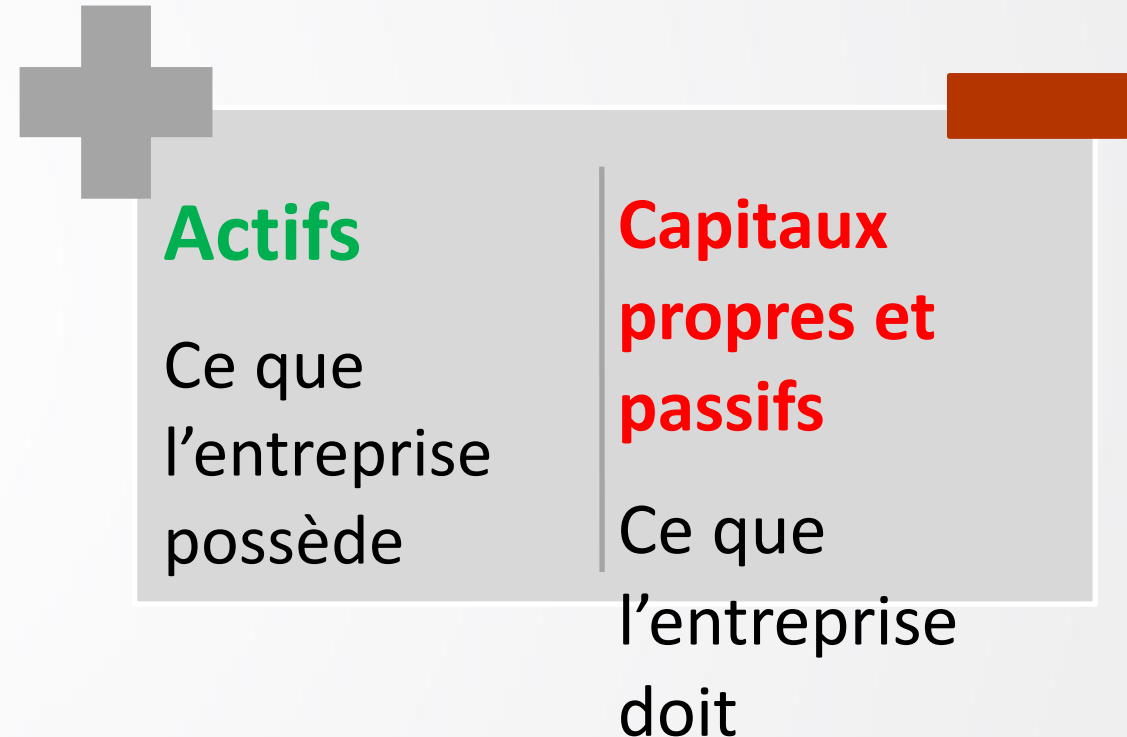 Actifs
Ce que
l’entreprise
possède
Capitaux
propres et
passifs
Ce que
l’entreprise
doit